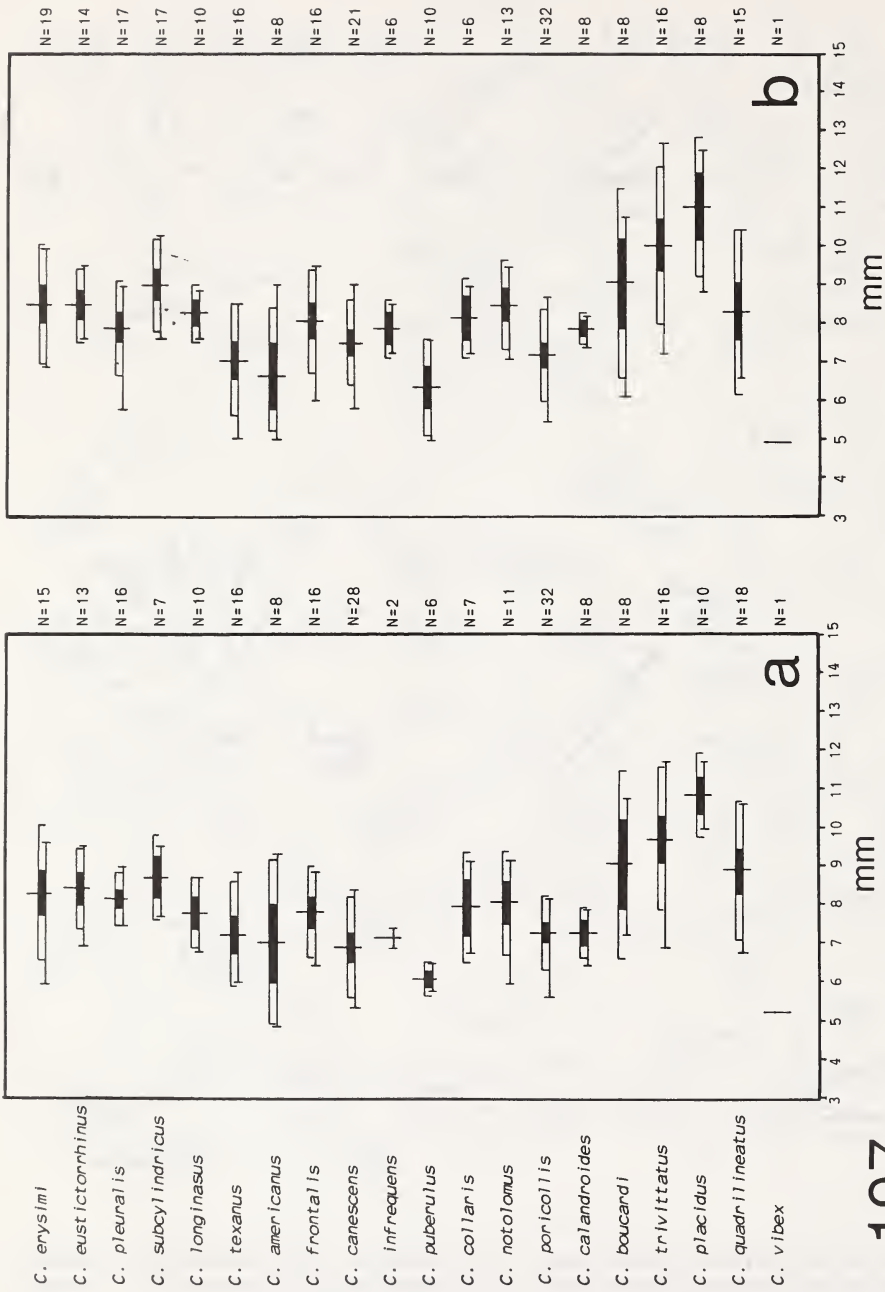 C. erysimi
C. eustictorrhinus
C. pleuralis
C. subcylindricus
C. longinasus
C. texanus
C. americanus
C. frontalis
C. canescens
C. infrequens
C. puberulus
C. collaris
C. notolomus
C. poricollis
C. calandroides
C. boucardi
C. trivittatus
C. placidus
C. quadrilineatus
C. vibex
N=15
N=13
N=16
N=7
N=10
N=16
N=8
N=16
N=28
N=2
N=6
N=7
N=11
N=32
N=8
N=8
N=16
N=10
N=18
N=1
a
3 4 5 6 7 8 9 10 11 12 13 14 15
mm
N=19
N=14
N=17
N=17
N=10
N=16
N=8
N=16
N=21
N=6
N=10
N=6
N=13
N=32
N=8
N=8
N=16
N=8
N=15
N=1
b
3 4 5 6 7 8 9 10 11 12 13 14 15
mm